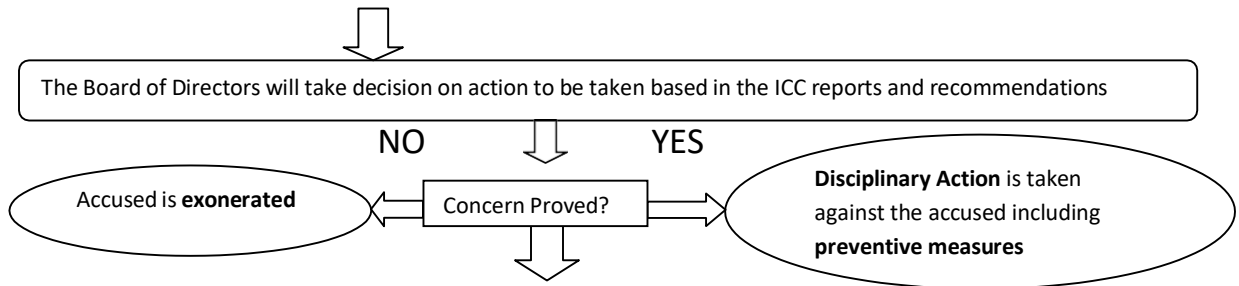 The Board of Directors will take decision on action to be taken based in the ICC reports and recommendations
NO
YES
Accused is exonerated
Concern Proved?
Disciplinary Action is taken
against the accused including
preventive measures